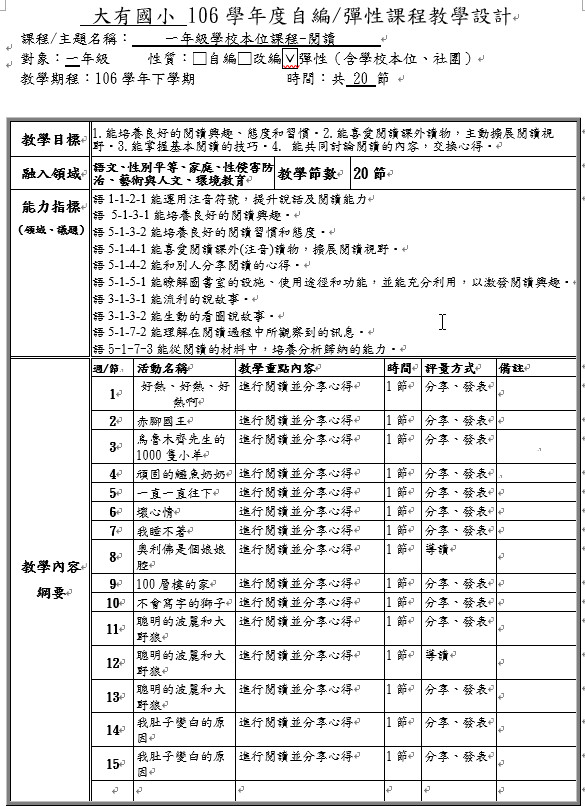 大有國小 106學年度自編/彈性課程教學設計
課程/主題名稱： 一年級學校本位課程-閱讀
對象：一年級 性質：□自編□改編V彈性（含學校本位、社團）
教學期程：106學年下學期 時間：共 20 節
教學目標 1.能培養良好的閱讀興趣、態度和習慣。2.能喜愛閱讀課外讀物，主動擴展閱讀視
野。3.能掌握基本閱讀的技巧。4. 能共同討論閱讀的內容，交換心得。
融入領域 語文、性別平等、家庭、性侵害防
治、藝術與人文、環境教育 教學節數 20節
能力指標
（領域、議題）
語 1-1-2-1 能運用注音符號，提升說話及閱讀能力
語 5-1-3-1 能培養良好的閱讀興趣。
語 5-1-3-2 能培養良好的閱讀習慣和態度。
語 5-1-4-1 能喜愛閱讀課外(注音)讀物，擴展閱讀視野。
語 5-1-4-2 能和別人分享閱讀的心得。
語 5-1-5-1 能瞭解圖書室的設施、使用途徑和功能，並能充分利用，以激發閱讀興趣。
語 3-1-3-1 能流利的說故事。
語 3-1-3-2 能生動的看圖說故事。
語 5-1-7-2 能理解在閱讀過程中所觀察到的訊息。
語 5-1-7-3 能從閱讀的材料中，培養分析歸納的能力。
教學內容
綱要
週/節 活動名稱 教學重點內容 時間 評量方式 備註
1 好熱、好熱、好
熱啊 進行閱讀並分享心得 1 節 分享、發表
2 赤腳國王 進行閱讀並分享心得 1 節 分享、發表
3 烏魯木齊先生的
1000 隻小羊 進行閱讀並分享心得 1 節 分享、發表
4 頑固的鱷魚奶奶 進行閱讀並分享心得 1 節 分享、發表
5 一直一直往下 進行閱讀並分享心得 1 節 分享、發表
6 壞心情 進行閱讀並分享心得 1 節 分享、發表
7 我睡不著 進行閱讀並分享心得 1 節 分享、發表
8 奧利佛是個娘娘
腔 進行閱讀並分享心得 1 節 導讀
9 100 層樓的家 進行閱讀並分享心得 1 節 分享、發表
10 不會寫字的獅子 進行閱讀並分享心得 1 節 分享、發表
11 聰明的波麗和大
野狼 進行閱讀並分享心得 1 節 分享、發表
12 聰明的波麗和大
野狼 進行閱讀並分享心得 1 節 導讀
13 聰明的波麗和大
野狼 進行閱讀並分享心得 1 節 分享、發表
14 我肚子變白的原
因 進行閱讀並分享心得 1 節 分享、發表
15 我肚子變白的原
因 進行閱讀並分享心得 1 節 分享、發表